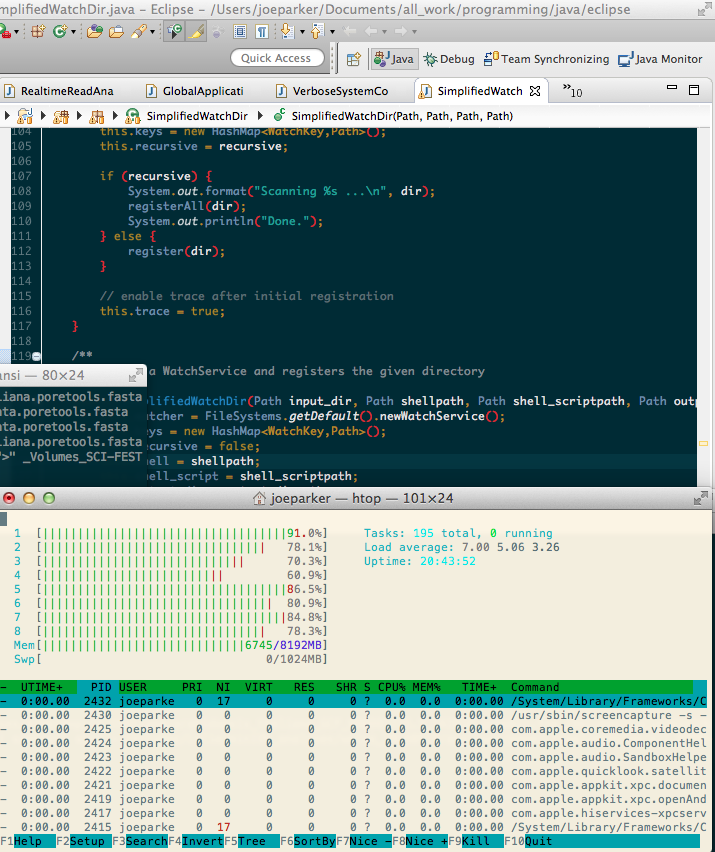 mplifiedWatchDir.java - Eclipse - /Users/joeparker/Documents/all_work/programming/java/eclipse
Quick Access
Java Debug Team Synchronizing Java Monitor
RealtimeReadAna GlobalApplicati VerboseSystemCo SimplifiedWatch »10
SimplifiedWatchDir SimplifiedWatchDir(Path, Path, Path, Path)
104 this.keys = new HashMap<WatchKey,Path>();
105 this.recursive = recursive;
106
107 if (recursive) {
108 System.out.format("Scanning %s ...\n", dir);
109 registerAll(dir);
110 System.out.println("Done.");
111 } else {
112 register(dir);
113 }
114
115 // enable trace after initial registration
116 this.trace = true;
117 }
118
119 /**
a WatchService and registers the given directory
plifiedWatchDir(Path input_dir, Path shellpath, Path shell_scriptpath, Path outp
atcher = FileSystems.getDefault().newWatchService();
eys = new HashMap<WatchKey,Path>();
ecursive = false;
hell = shellpath;
hell_script = shell_scriptpath;
ansi — 80×24
liana.poretools.fasta
ata.poretools.fasta
ata.poretools.fasta
liana.poretools.fasta
">" _Volumes_SCI-FEST
joeparker — htop — 101×24
1 [91.0%] Tasks: 195 total, 0 running
2 [78.1%] Load average: 7.00 5.06 3.26
3 [70.3%] Uptime: 20:43:52
4 [60.9%]
5 [86.5%]
6 [80.9%]
7 [84.8%]
8 [78.3%]
Mem[6745/8192MB]
Swp[0/1024MB]
- UTIME+ PID USER PRI NI VIRT RES SHR S CPU% MEM% TIME+ Command
- 0:00.00 2432 joeparke 0 17 0 0 0 ? 0.0 0.0 0:00.00 /System/Library/Frameworks/C
- 0:00.00 2430 joeparke 0 0 0 0 0 ? 0.0 0.0 0:00.00 /usr/sbin/screencapture -s -
- 0:00.00 2425 joeparke 0 0 0 0 0 ? 0.0 0.0 0:00.00 com.apple.coremedia.videodec
- 0:00.00 2424 joeparke 0 0 0 0 0 ? 0.0 0.0 0:00.00 com.apple.audio.ComponentHel
- 0:00.00 2423 joeparke 0 0 0 0 0 ? 0.0 0.0 0:00.00 com.apple.audio.SandboxHelpe
- 0:00.00 2422 joeparke 0 0 0 0 0 ? 0.0 0.0 0:00.00 com.apple.quicklook.satellit
- 0:00.00 2421 joeparke 0 0 0 0 0 ? 0.0 0.0 0:00.00 com.apple.appkit.xpc.documen
- 0:00.00 2419 joeparke 0 0 0 0 0 ? 0.0 0.0 0:00.00 com.apple.appkit.xpc.openAnd
- 0:00.00 2417 joeparke 0 0 0 0 0 ? 0.0 0.0 0:00.00 com.apple.hiservices-xpcserv
- 0:00.00 2415 joeparke 0 17 0 0 0 ? 0.0 0.0 0:00.00 /System/Library/Frameworks/C
F1Help F2Setup F3SearchF4InvertF5Tree F6SortByF7Nice -F8Nice +F9Kill F10Quit